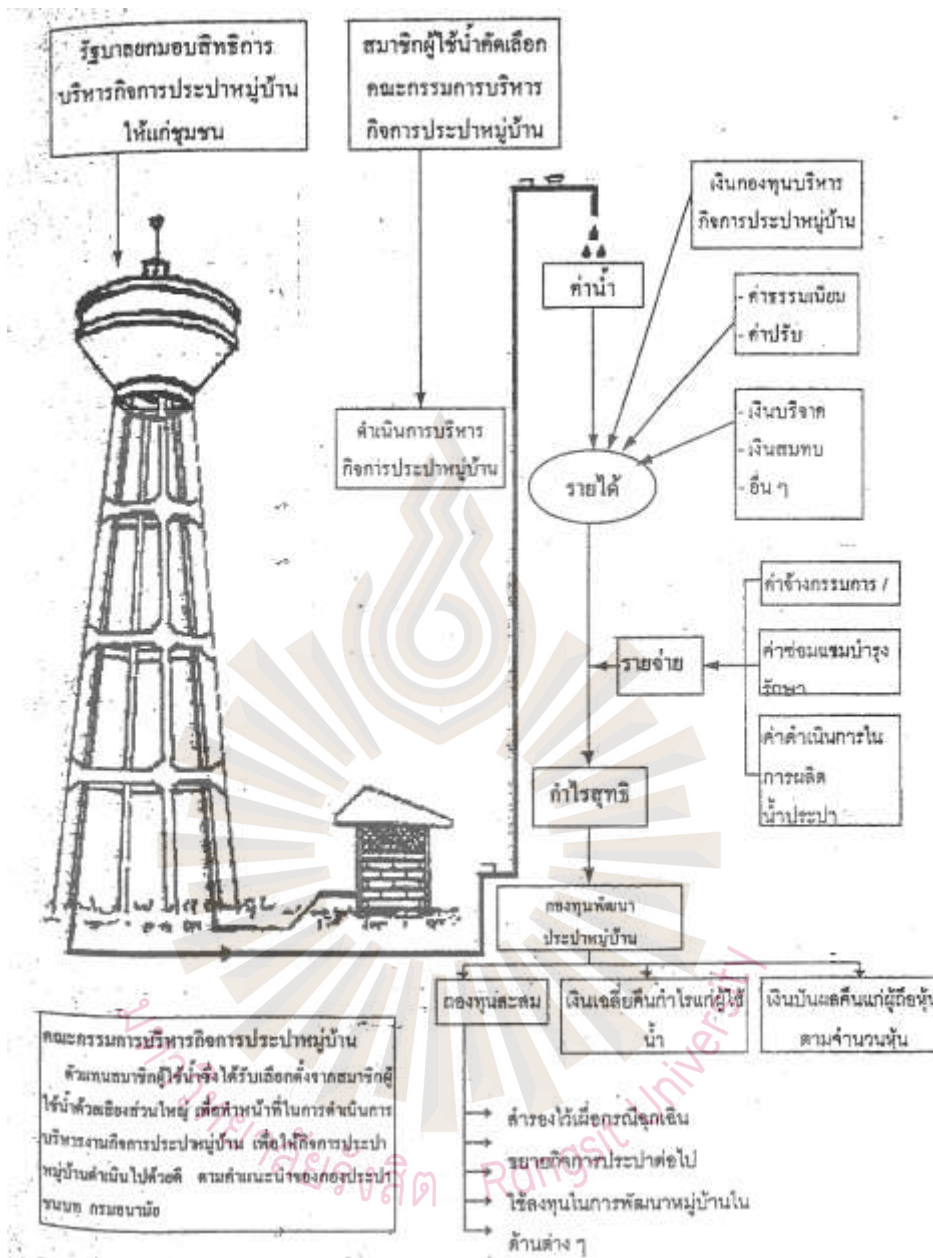 รัฐบาลยกมอบสิทธิการ
บริหารกิจการประปาหมู่บ้าน
ให้แก่ชุมชน
สมาชิกผู้ใช้น้ำคัดเลือก
คณะกรรมการบริหาร
กิจการประปาหมู่บ้าน
เงินกองทุนบริหาร
กิจการประปาหมู่บ้าน
ค่าน้ำ
- ค่าธรรมเนียม
- ค่าปรับ
ดำเนินการบริหาร
กิจการประปาหมู่บ้าน
- เงินบริจาค
- เงินสมทบ
- อื่น ๆ
รายได้
ค่าจ้างกรรมการ /
รายจ่าย
ค่าซ่อมแซมบำรุง
รักษา
ค่าดำเนินการใน
การผลิต
น้ำประปา
กำไรสุทธิ
กองทุนพัฒนา
ประปาหมู่บ้าน
กองทุนสะสม
เงินเฉลี่ยคืนกำไรแก่ผู้ใช้
น้ำ
เงินปันผลคืนแก่ผู้ถือหุ้น
ตามจำนวนหุ้น
คณะกรรมการบริหารกิจการประปาหมู่บ้าน
ตัวแทนสมาชิกผู้ใช้น้ำซึ่งได้รับเลือกตั้งจากสมาชิกผู้
ใช้น้ำด้วยเสียงส่วนใหญ่ เพื่อทำหน้าที่ในการดำเนินการ
บริหารงานกิจการประปาหมู่บ้าน เพื่อให้กิจการประปา
หมู่บ้านดำเนินไปด้วยดี ตามคำแนะนำของกองประปา
ชนบท กรมอนามัย
สำรองไว้เผื่อกรณีฉุกเฉิน
ขยายกิจการประปาต่อไป
ใช้ลงทุนในการพัฒนาหมู่บ้านใน
ด้านต่าง ๆ
มหาวิทยาลัยรังสิต Rangsit University